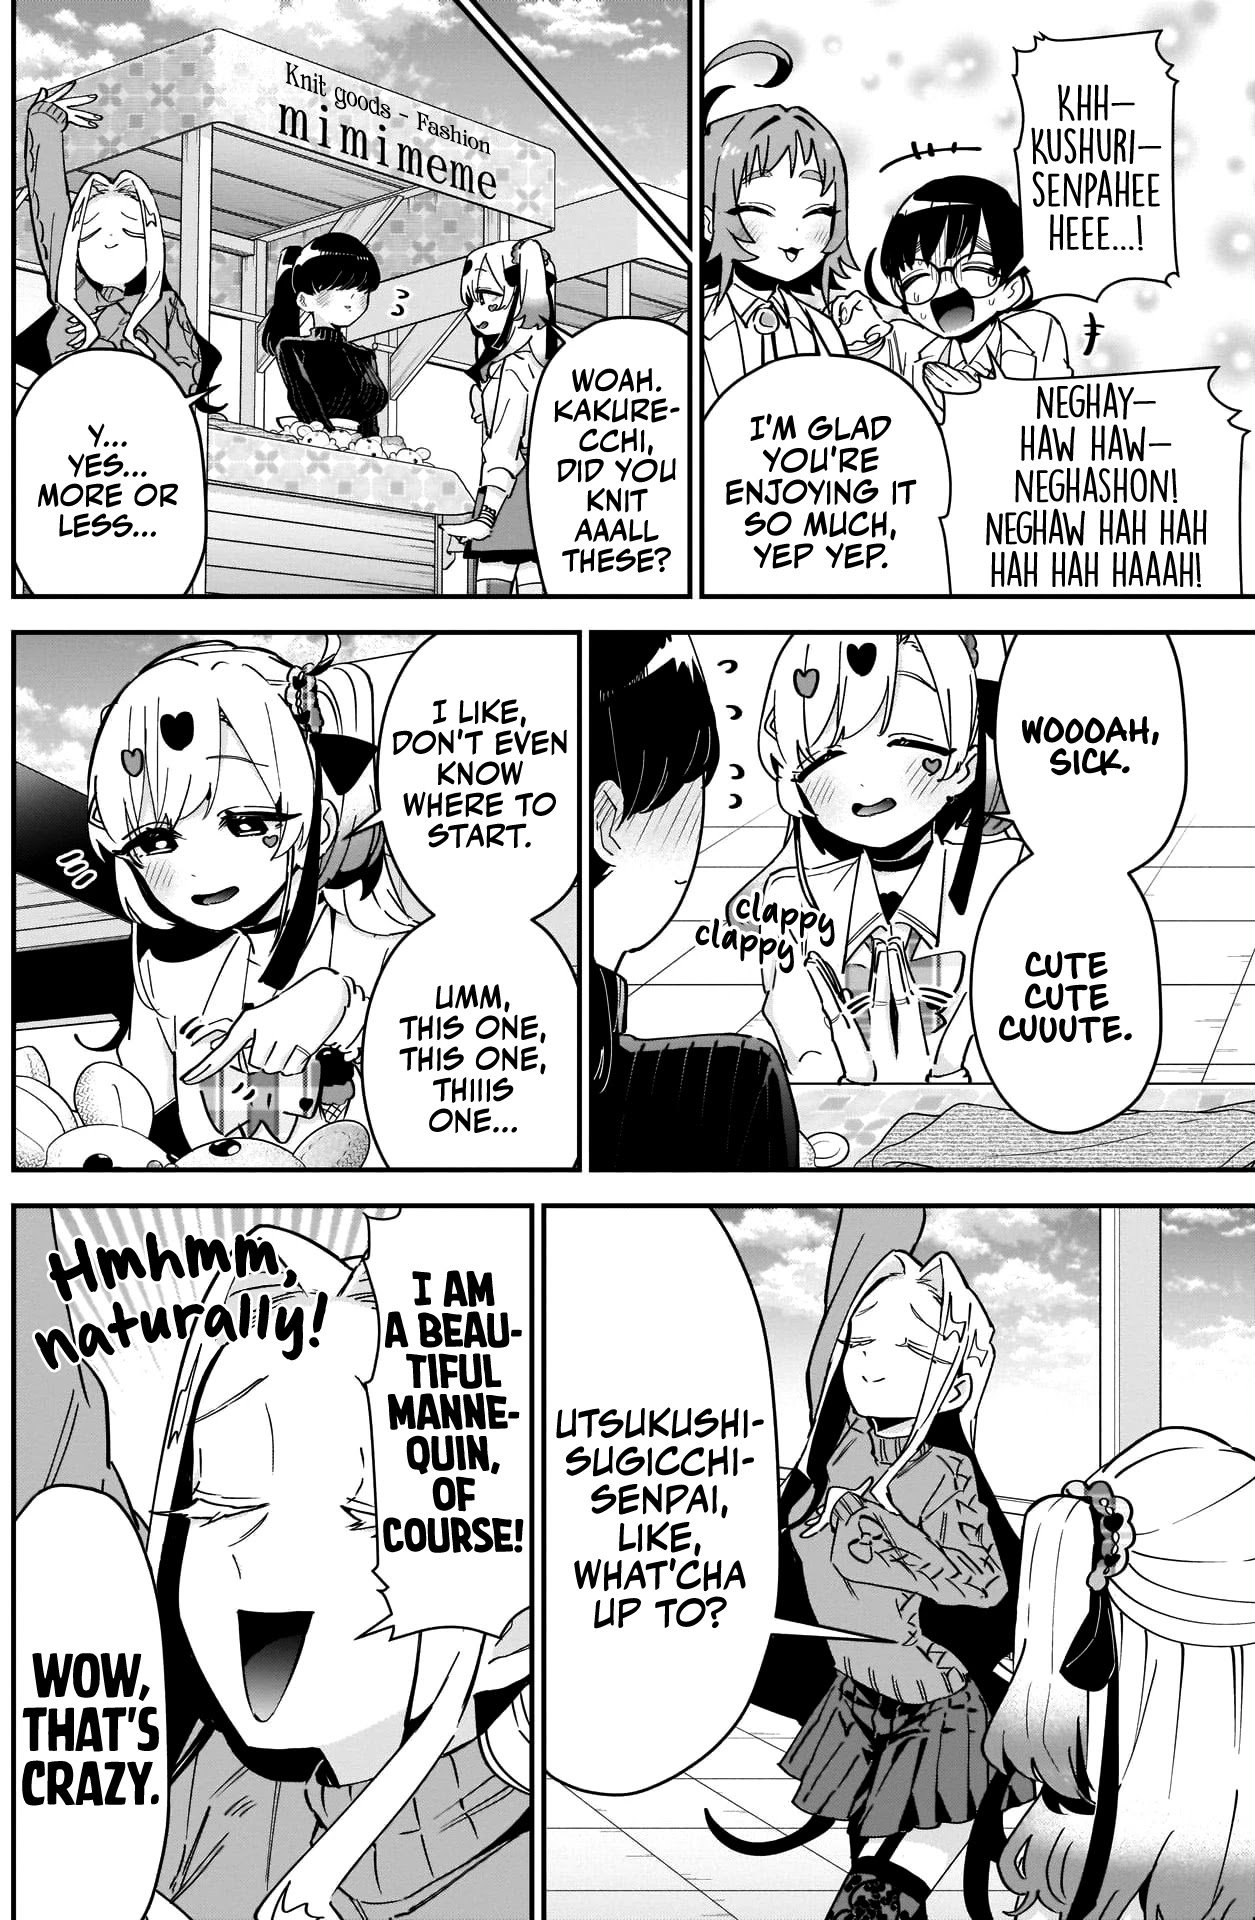 KHH—
KUSHURI—
SENPAHEE
HEEE...!
NEGHAY—
HAW HAW—
NEGHASHON!
NEGHAW HAH HAH
HAH HAH HAAAH!
I'M GLAD
YOU'RE
ENJOYING IT
SO MUCH,
YEP YEP.
Knit goods - Fashion
mimimeme
WOAH.
KAKURE-
CCHI,
DID YOU
KNIT
AAALL
THESE?
Y...
YES...
MORE OR
LESS...
WOOOAH,
SICK.
CUTE
CUTE
CUUUTE.
clappy
clappy
I LIKE,
DON'T EVEN
KNOW
WHERE TO
START.
UMM,
THIS ONE,
THIS ONE,
THIIIS
ONE...
UTSUKUSHI-
SUGICCHI-
SENPAI,
LIKE,
WHAT'CHA
UP TO?
I AM
A BEAU-
TIFUL
MANNE-
QUIN,
OF
COURSE!
Hmhmm,
naturally!
WOW,
THAT'S
CRAZY.